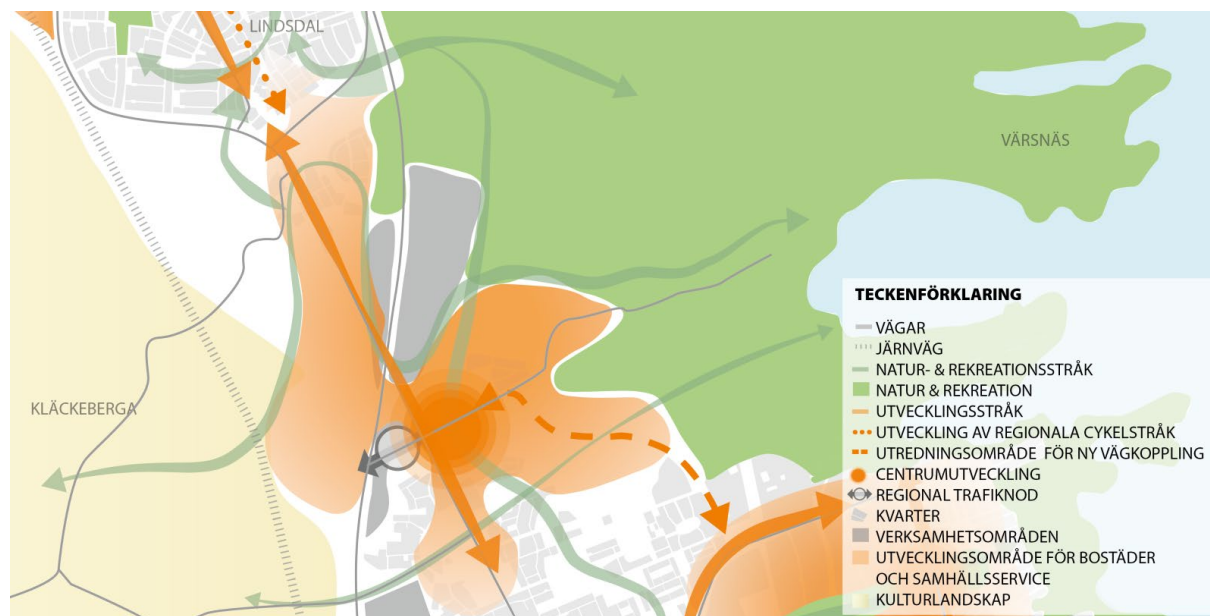 LINDSDAL
VÄRSNÄS
KLÄCKEBERGA
TECKENFÖRKLARING
VÄGAR
JÄRNVÄG
NATUR- & REKREATIONSSTRÅK
NATUR & REKREATION
UTVECKLINGSSTRÅK
UTVECKLING AV REGIONALA CYKELSTRÅK
UTREDNINGSOMRÅDE FÖR NY VÄGKOPPLING
CENTRUMUTVECKLING
REGIONAL TRAFIKNOD
KVARTER
VERKSAMHETSOMRÅDEN
UTVECKLINGSOMRÅDE FÖR BOSTÄDER
OCH SAMHÄLLSSERVICE
KULTURLANDSKAP